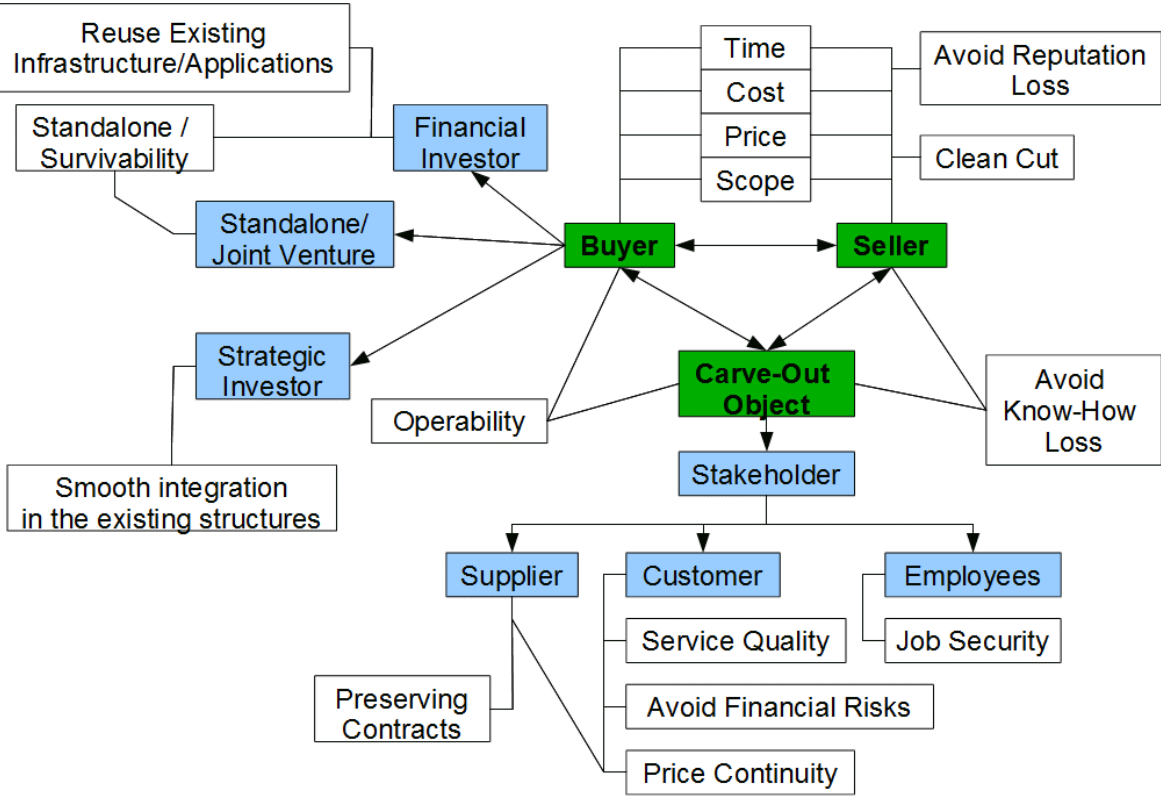 Reuse Existing
Infrastructure/Applications
Time
Avoid Reputation
Loss
Cost
Standalone /
Survivability
Financial
Investor
Price
Clean Cut
Scope
Standalone/
Joint Venture
Buyer
Seller
Strategic
Investor
Carve-Out
Object
Avoid
Know-How
Loss
Operability
Stakeholder
Smooth integration
in the existing structures
Supplier
Customer
Employees
Service Quality
Job Security
Preserving
Contracts
Avoid Financial Risks
Price Continuity